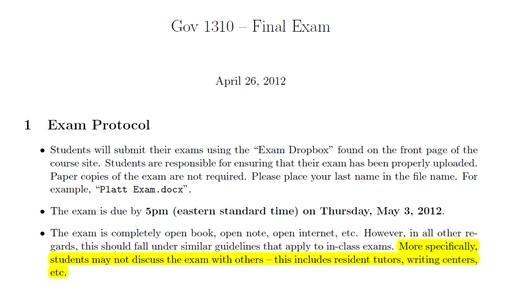 Gov 1310 – Final Exam
April 26, 2012
1 Exam Protocol
• Students will submit their exams using the “Exam Dropbox” found on the front page of the
course site. Students are responsible for ensuring that their exam has been properly uploaded.
Paper copies of the exam are not required. Please place your last name in the file name. For
example, “Platt Exam.docx”.
• The exam is due by 5pm (eastern standard time) on Thursday, May 3, 2012.
• The exam is completely open book, open note, open internet, etc. However, in all other re-
gards, this should fall under similar guidelines that apply to in-class exams. More specifically,
students may not discuss the exam with others – this includes resident tutors, writing centers,
etc.